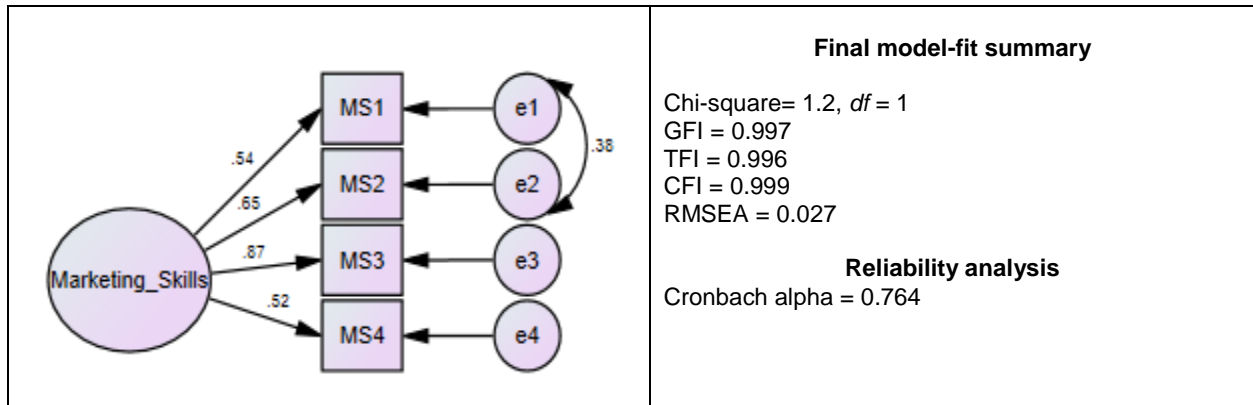 MS1
e1
.54
.38
MS2
e2
.65
Marketing_Skills
.87
MS3
e3
.52
MS4
e4
Final model-fit summary
Chi-square= 1.2, df = 1
GFI = 0.997
TFI = 0.996
CFI = 0.999
RMSEA = 0.027
Reliability analysis
Cronbach alpha = 0.764